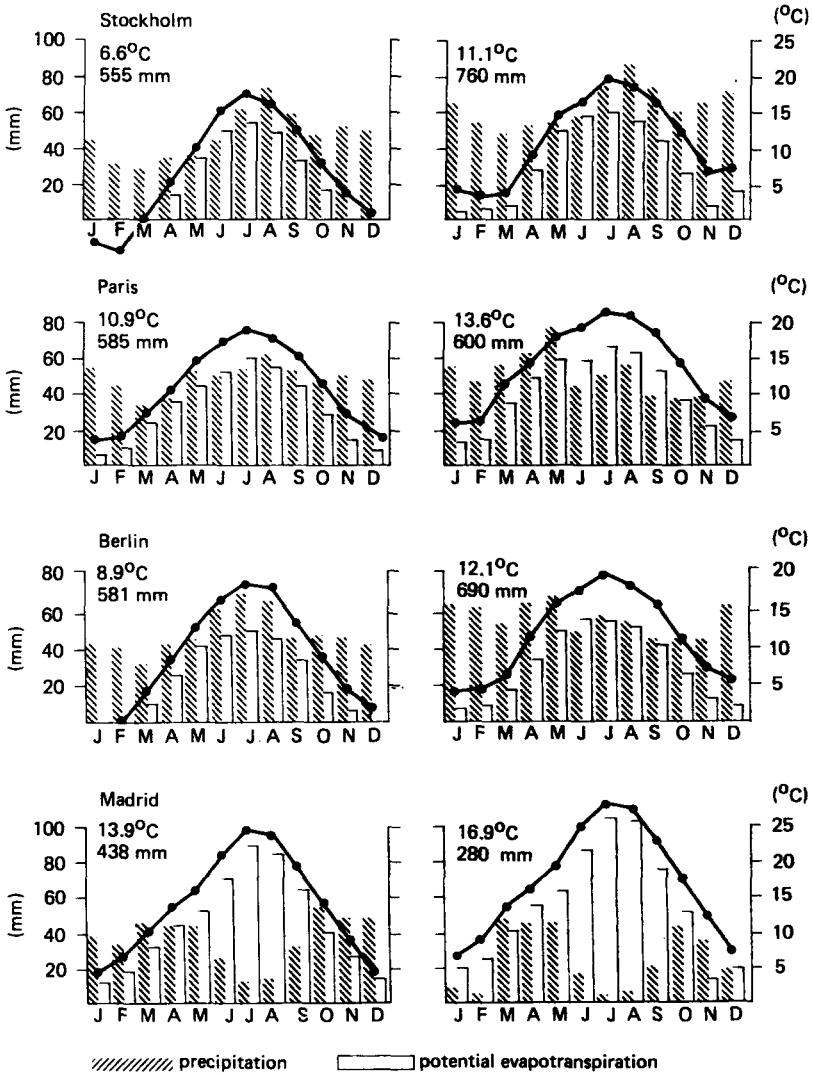 Stockholm
(°C)
100
80
60
40
20
(mm)
6.6°C
555 mm
J F M A M J J A S O N D
11.1°C
760 mm
25
20
15
10
5
J F M A M J J A S O N D
Paris
(°C)
80
60
40
20
(mm)
10.9°C
585 mm
J F M A M J J A S O N D
13.6°C
600 mm
20
15
10
5
J F M A M J J A S O N D
Berlin
(°C)
80
60
40
20
(mm)
8.9°C
581 mm
J F M A M J J A S O N D
12.1°C
690 mm
20
15
10
5
J F M A M J J A S O N D
Madrid
(°C)
100
80
60
40
20
(mm)
13.9°C
438 mm
J F M A M J J A S O N D
16.9°C
280 mm
25
20
15
10
5
J F M A M J J A S O N D
precipitation
potential evapotranspiration